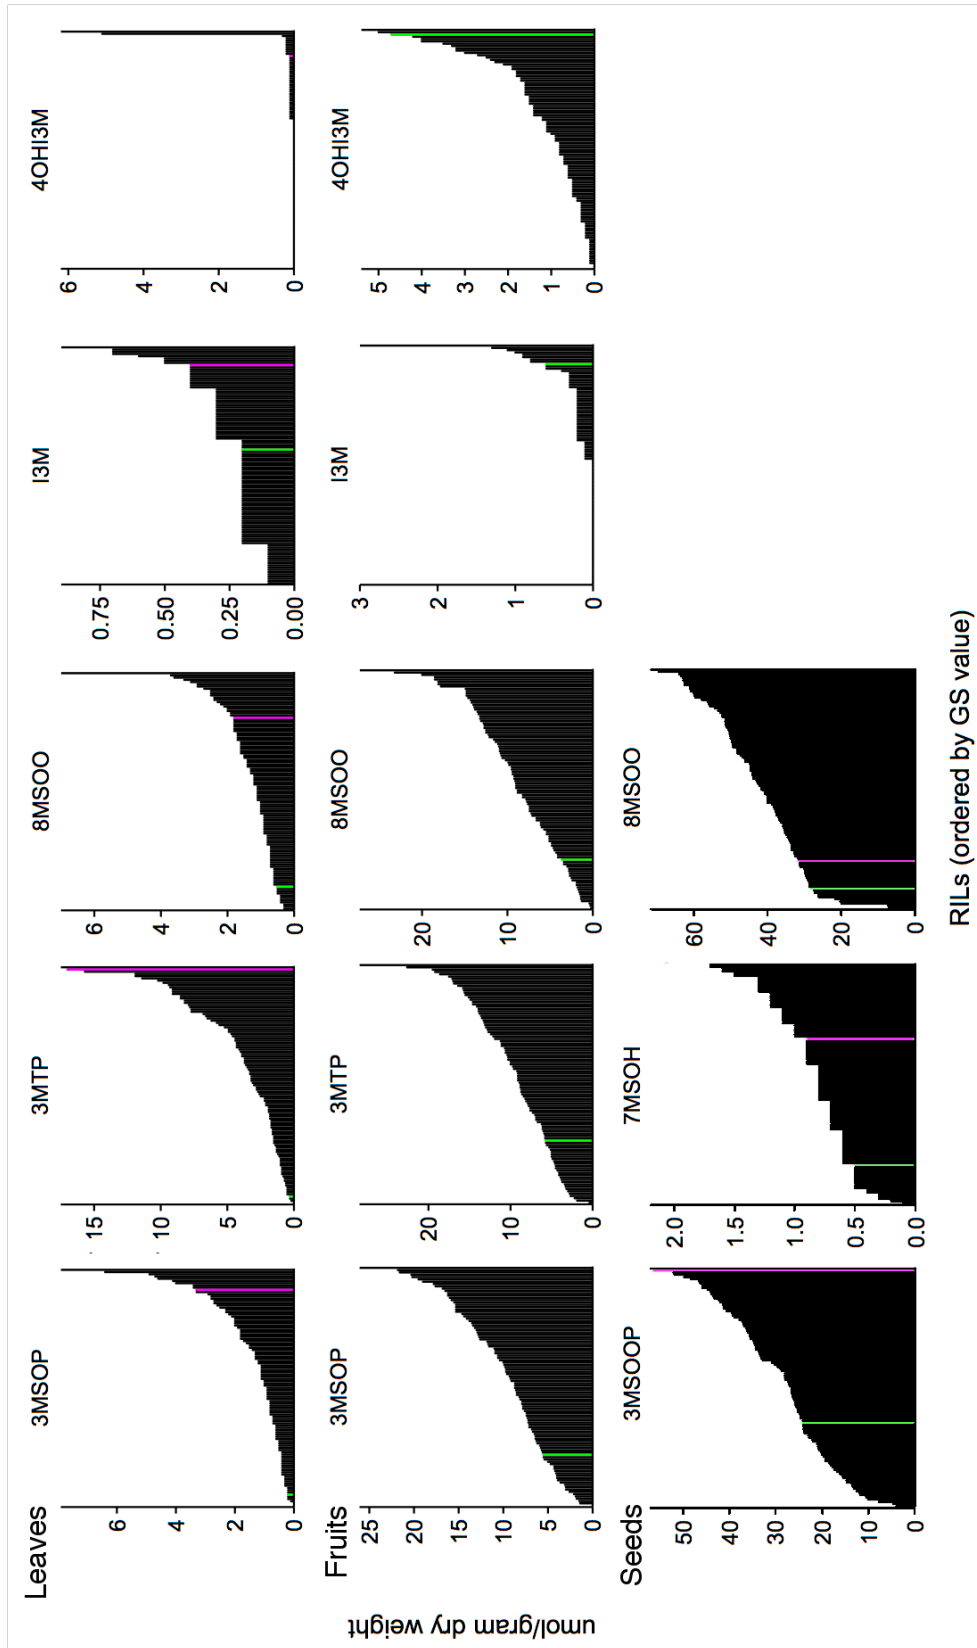 Leaves
3MSOP 3MTP 8MSOO I3M 4OHI3M
6 15 6 0.75 6
4 10 4 0.50 4
2 5 2 0.25 2
0 0 0 0.00 0
Fruits
3MSOP 3MTP 8MSOO I3M 4OHI3M
25 20 15 10 5 0
20 10 0
20 10 0
3 2 1 0
5 4 3 2 1 0
Seeds
3MSOOP 7MSOH 8MSOO
50 40 30 20 10 0
2.0 1.5 1.0 0.5 0.0
60 40 20 0
umol/gram dry weight
RILs (ordered by GS value)